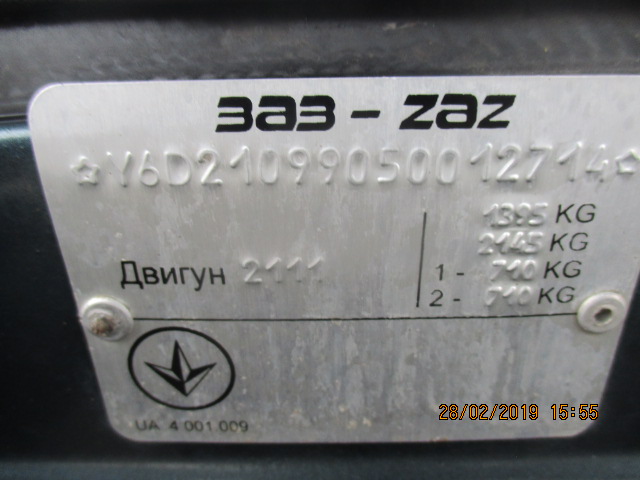 ЗАЗ - ZAZ
☆Y6D21099050012714☆
1395 KG
2145 KG
Двигун 2111
1 - 710 KG
2 - 710 KG
UA 4 001.009
28/02/2019 15:55